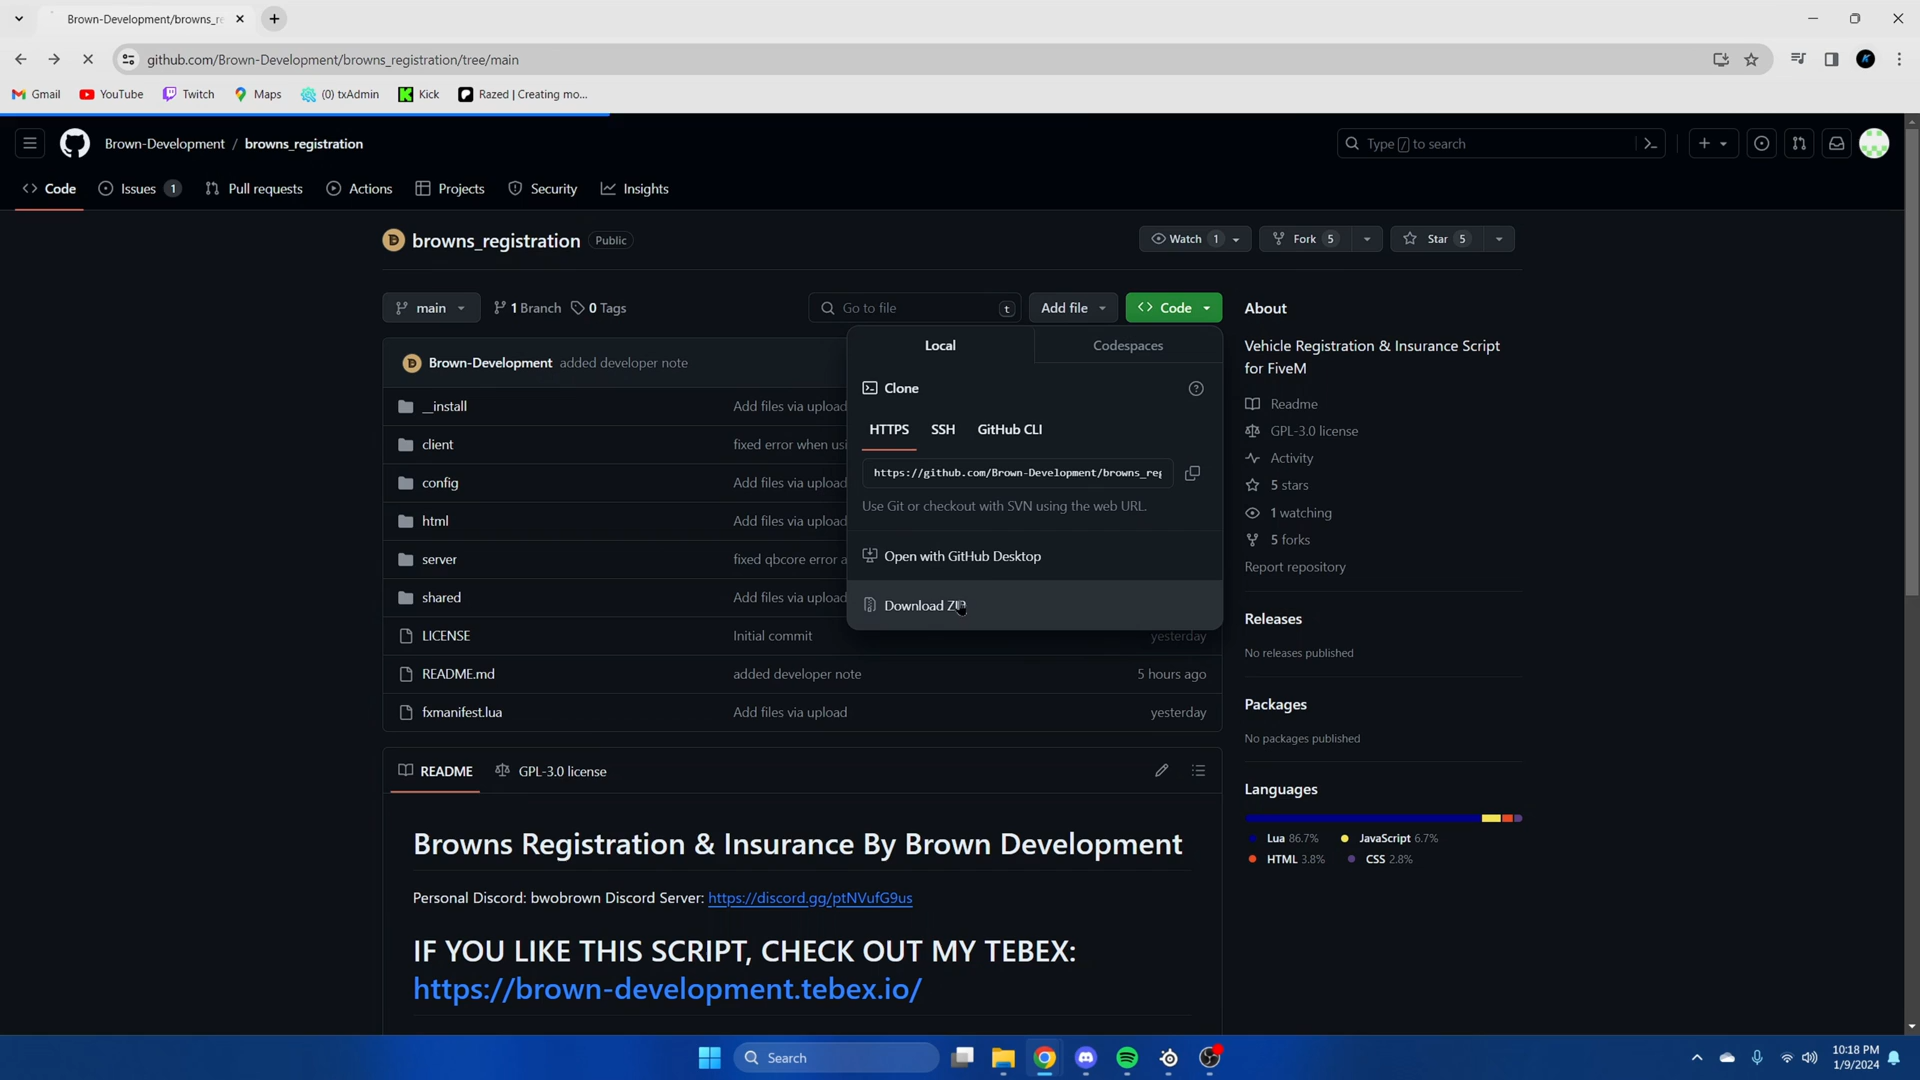 Brown-Development/browns_re
github.com/Brown-Development/browns_registration/tree/main
Gmail YouTube Twitch Maps (0) txAdmin Kick Razed | Creating mo...
Brown-Development / browns_registration
Type / to search
Code Issues 1 Pull requests Actions Projects Security Insights
browns_registration Public
Watch 1 Fork 5 Star 5
main 1 Branch 0 Tags
Go to file t Add file Code
Local Codespaces
Clone
HTTPS SSH GitHub CLI
https://github.com/Brown-Development/browns_reg
Use Git or checkout with SVN using the web URL.
Open with GitHub Desktop
Download ZIP
Brown-Development added developer note
__install Add files via upload
client fixed error when usi
config Add files via upload
html Add files via upload
server fixed qbcore error a
shared Add files via upload
LICENSE Initial commit yesterday
README.md added developer note 5 hours ago
fxmanifest.lua Add files via upload yesterday
README GPL-3.0 license
Browns Registration & Insurance By Brown Development
Personal Discord: bwobrown Discord Server: https://discord.gg/ptNVufG9us
IF YOU LIKE THIS SCRIPT, CHECK OUT MY TEBEX:
https://brown-development.tebex.io/
About
Vehicle Registration & Insurance Script
for FiveM
Readme
GPL-3.0 license
Activity
5 stars
1 watching
5 forks
Report repository
Releases
No releases published
Packages
No packages published
Languages
Lua 86.7% JavaScript 6.7%
HTML 3.8% CSS 2.8%
Search
10:18 PM
1/9/2024